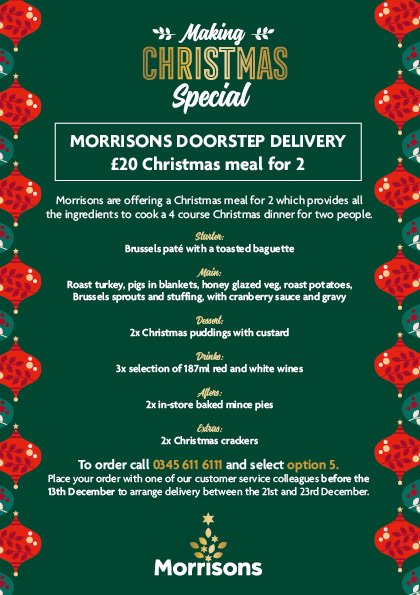 Making
CHRISTMAS
Special
MORRISONS DOORSTEP DELIVERY
£20 Christmas meal for 2
Morrisons are offering a Christmas meal for 2 which provides all
the ingredients to cook a 4 course Christmas dinner for two people.
Starter:
Brussels paté with a toasted baguette
Main:
Roast turkey, pigs in blankets, honey glazed veg, roast potatoes,
Brussels sprouts and stuffing, with cranberry sauce and gravy
Dessert:
2x Christmas puddings with custard
Drinks:
3x selection of 187ml red and white wines
Afters:
2x in-store baked mince pies
Extras:
2x Christmas crackers
To order call 0345 611 6111 and select option 5.
Place your order with one of our customer service colleagues before the
13th December to arrange delivery between the 21st and 23rd December.
Morrisons